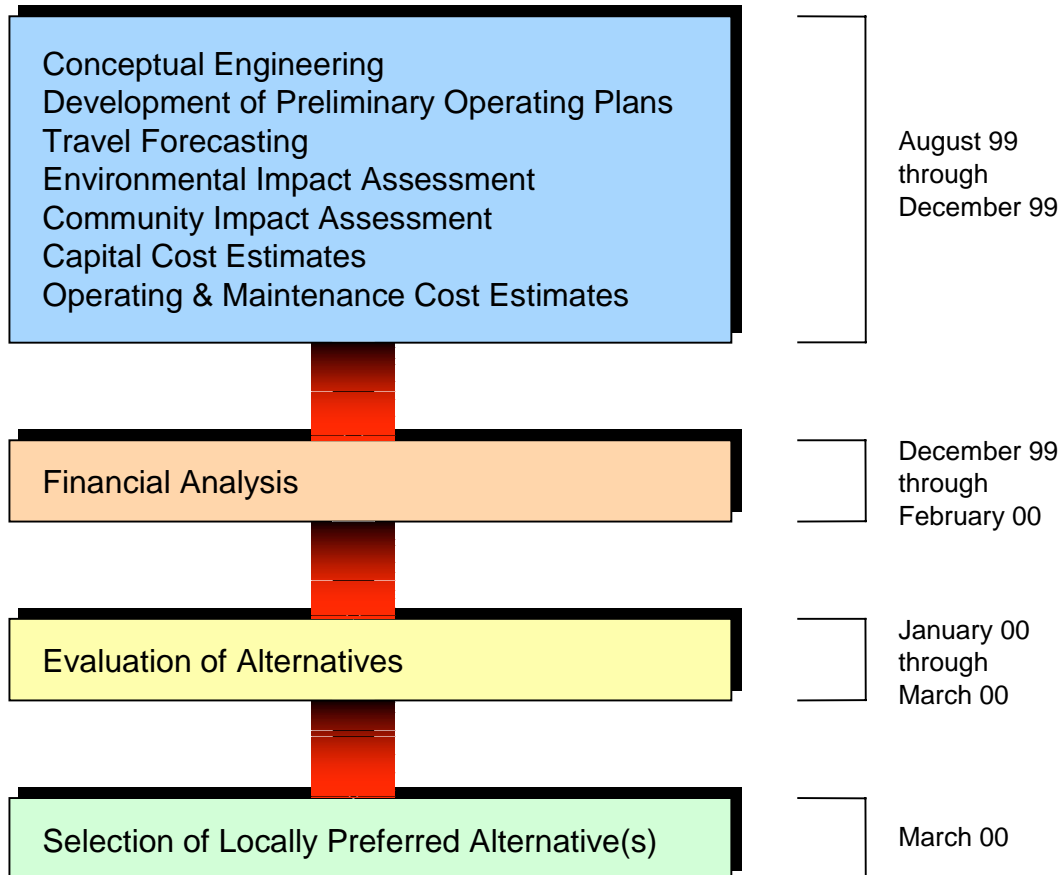 Conceptual Engineering
Development of Preliminary Operating Plans
Travel Forecasting
Environmental Impact Assessment
Community Impact Assessment
Capital Cost Estimates
Operating & Maintenance Cost Estimates
August 99
through
December 99
Financial Analysis
December 99
through
February 00
Evaluation of Alternatives
January 00
through
March 00
Selection of Locally Preferred Alternative(s)
March 00